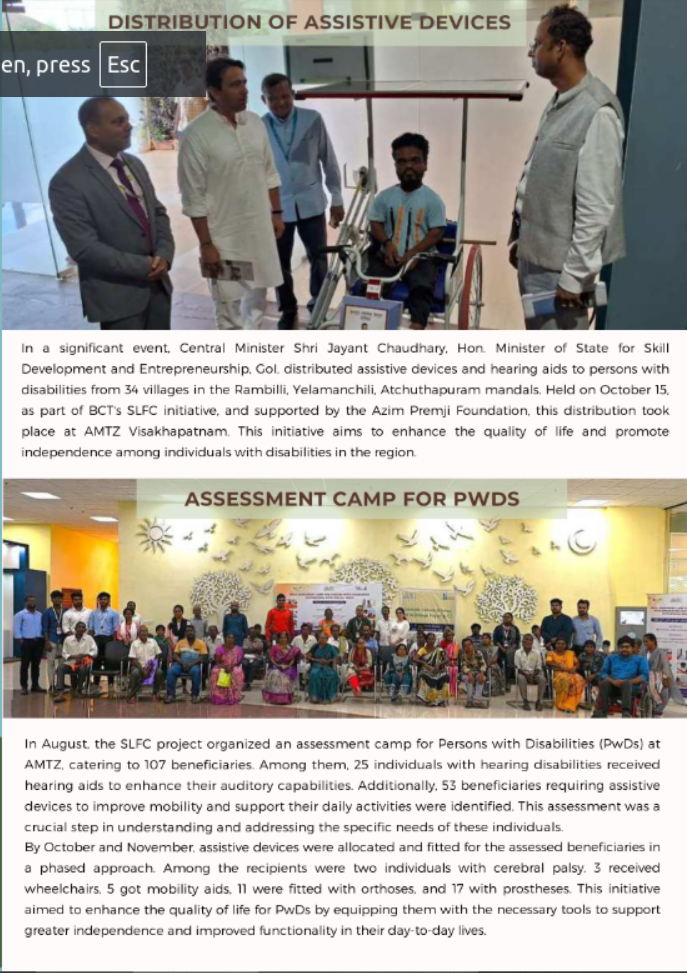 DISTRIBUTION OF ASSISTIVE DEVICES
en, press Esc
In a significant event, Central Minister Shri Jayant Chaudhary, Hon. Minister of State for Skill
Development and Entrepreneurship, GoI, distributed assistive devices and hearing aids to persons with
disabilities from 34 villages in the Rambilli, Yelamanchili, Atchuthapuram mandals. Held on October 15,
as part of BCT's SLFC initiative, and supported by the Azim Premji Foundation, this distribution took
place at AMTZ Visakhapatnam. This initiative aims to enhance the quality of life and promote
independence among individuals with disabilities in the region.
ASSESSMENT CAMP FOR PWDS
In August, the SLFC project organized an assessment camp for Persons with Disabilities (PwDs) at
AMTZ, catering to 107 beneficiaries. Among them, 25 individuals with hearing disabilities received
hearing aids to enhance their auditory capabilities. Additionally, 53 beneficiaries requiring assistive
devices to improve mobility and support their daily activities were identified. This assessment was a
crucial step in understanding and addressing the specific needs of these individuals.
By October and November, assistive devices were allocated and fitted for the assessed beneficiaries in
a phased approach. Among the recipients were two individuals with cerebral palsy, 3 received
wheelchairs, 5 got mobility aids, 11 were fitted with orthoses, and 17 with prostheses. This initiative
aimed to enhance the quality of life for PwDs by equipping them with the necessary tools to support
greater independence and improved functionality in their day-to-day lives.